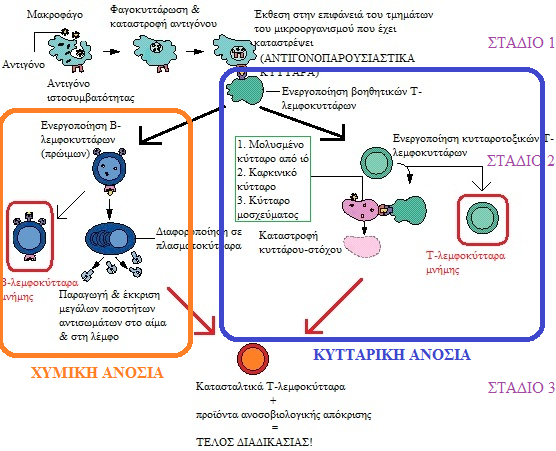 Μακροφάγο
Φαγοκυττάρωση &
καταστροφή αντιγόνου
Έκθεση στην επιφάνειά του τμημάτων
του μικροοργανισμού που έχει
καταστρέψει
(ΑΝΤΙΓΟΝΟΠΑΡΟΥΣΙΑΣΤΙΚΑ
ΚΥΤΤΑΡΑ)
ΣΤΑΔΙΟ 1
Αντιγόνο
Αντιγόνο
ιστοσυμβατότητας
Ενεργοποίηση βοηθητικών Τ-
λεμφοκυττάρων
Ενεργοποίηση Β-
λεμφοκυττάρων
(πρώιμων)
1. Μολυσμένο
κύτταρο από ιό
2. Καρκινικό
κύτταρο
3. Κύτταρο
μοσχεύματος
Ενεργοποίηση κυτταροτοξικών Τ-
λεμφοκυττάρων
ΣΤΑΔΙΟ 2
Διαφοροποίηση σε
πλασματοκύτταρα
Καταστροφή
κυττάρου-στόχου
Τ-λεμφοκύτταρα
μνήμης
Β-λεμφοκύτταρα
μνήμης
Παραγωγή & έκκριση
μεγάλων ποσοτήτων
αντισωμάτων στο αίμα
& στη λέμφο
ΧΥΜΙΚΗ ΑΝΟΣΙΑ
ΚΥΤΤΑΡΙΚΗ ΑΝΟΣΙΑ
Κατασταλτικά Τ-λεμφοκύτταρα
+
προϊόντα ανοσοβιολογικής απόκρισης
=
ΤΕΛΟΣ ΔΙΑΔΙΚΑΣΙΑΣ!
ΣΤΑΔΙΟ 3